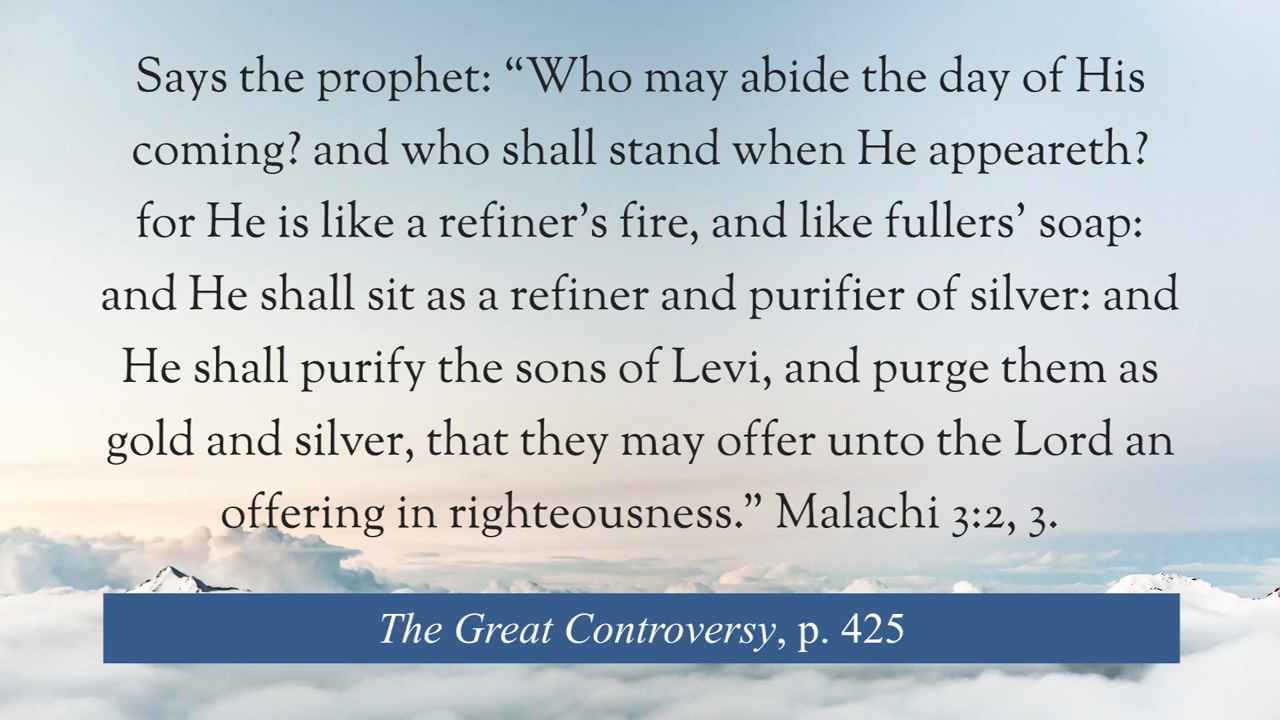 Says the prophet: “Who may abide the day of His
coming? and who shall stand when He appeareth?
for He is like a refiner’s fire, and like fullers’ soap:
and He shall sit as a refiner and purifier of silver: and
He shall purify the sons of Levi, and purge them as
gold and silver, that they may offer unto the Lord an
offering in righteousness.” Malachi 3:2, 3.
The Great Controversy, p. 425